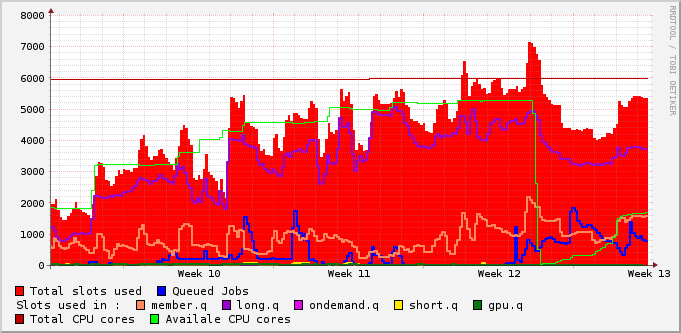 8000
7000
6000
5000
4000
3000
2000
1000
0
Week 10 Week 11 Week 12 Week 13
Total slots used Queued Jobs
Slots used in : member.q long.q ondemand.q short.q gpu.q
Total CPU cores Availale CPU cores
RRDTOOL / TOBI OETIKER